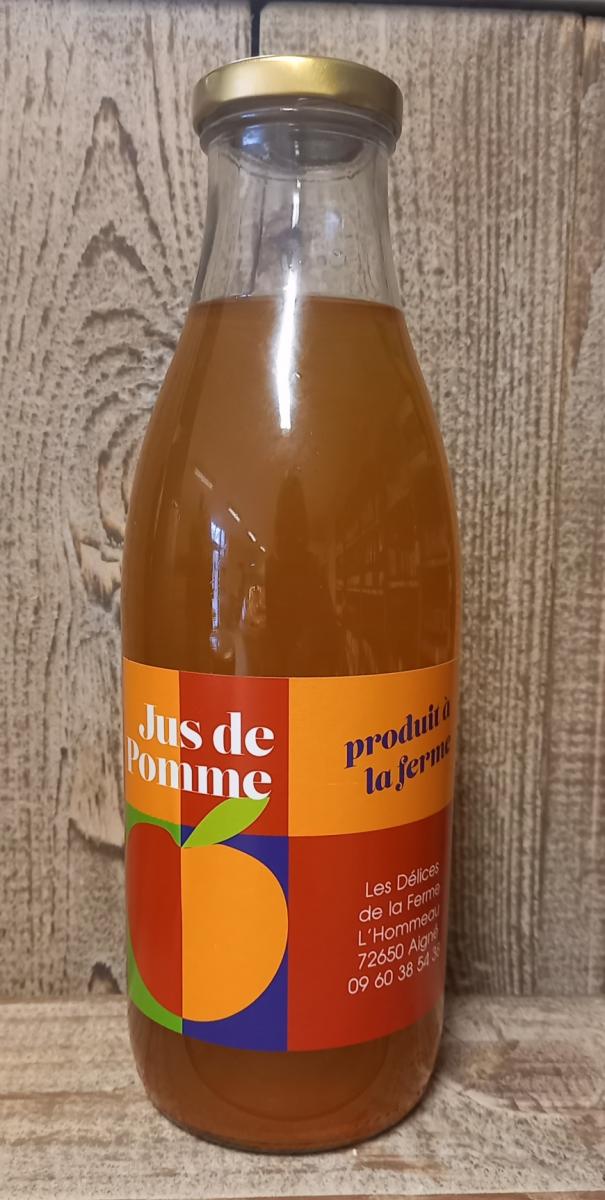 Jus de
Pomme
produit à
la ferme
Les Délices
de la Ferme
L'Hommeau
72650 Aigné
09 60 38 54